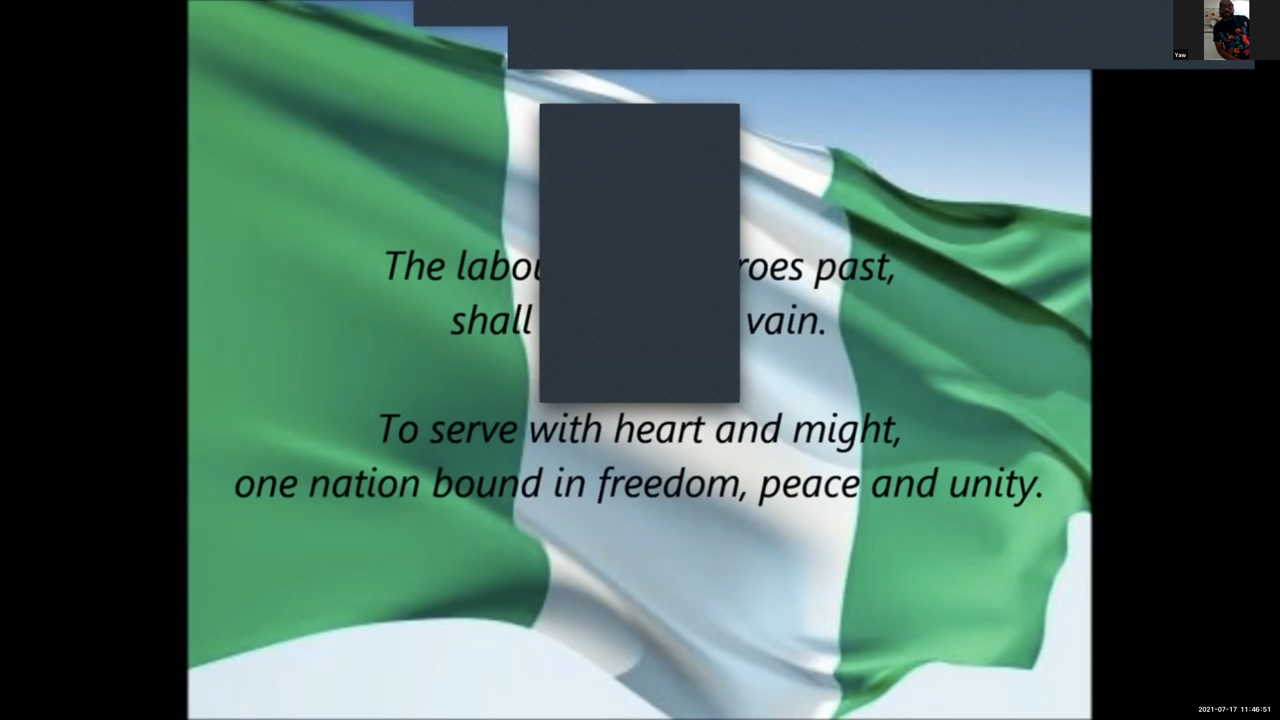 Yaw
The labou roes past,
shall vain.
To serve with heart and might,
one nation bound in freedom, peace and unity.
2021-07-17 11:46:51